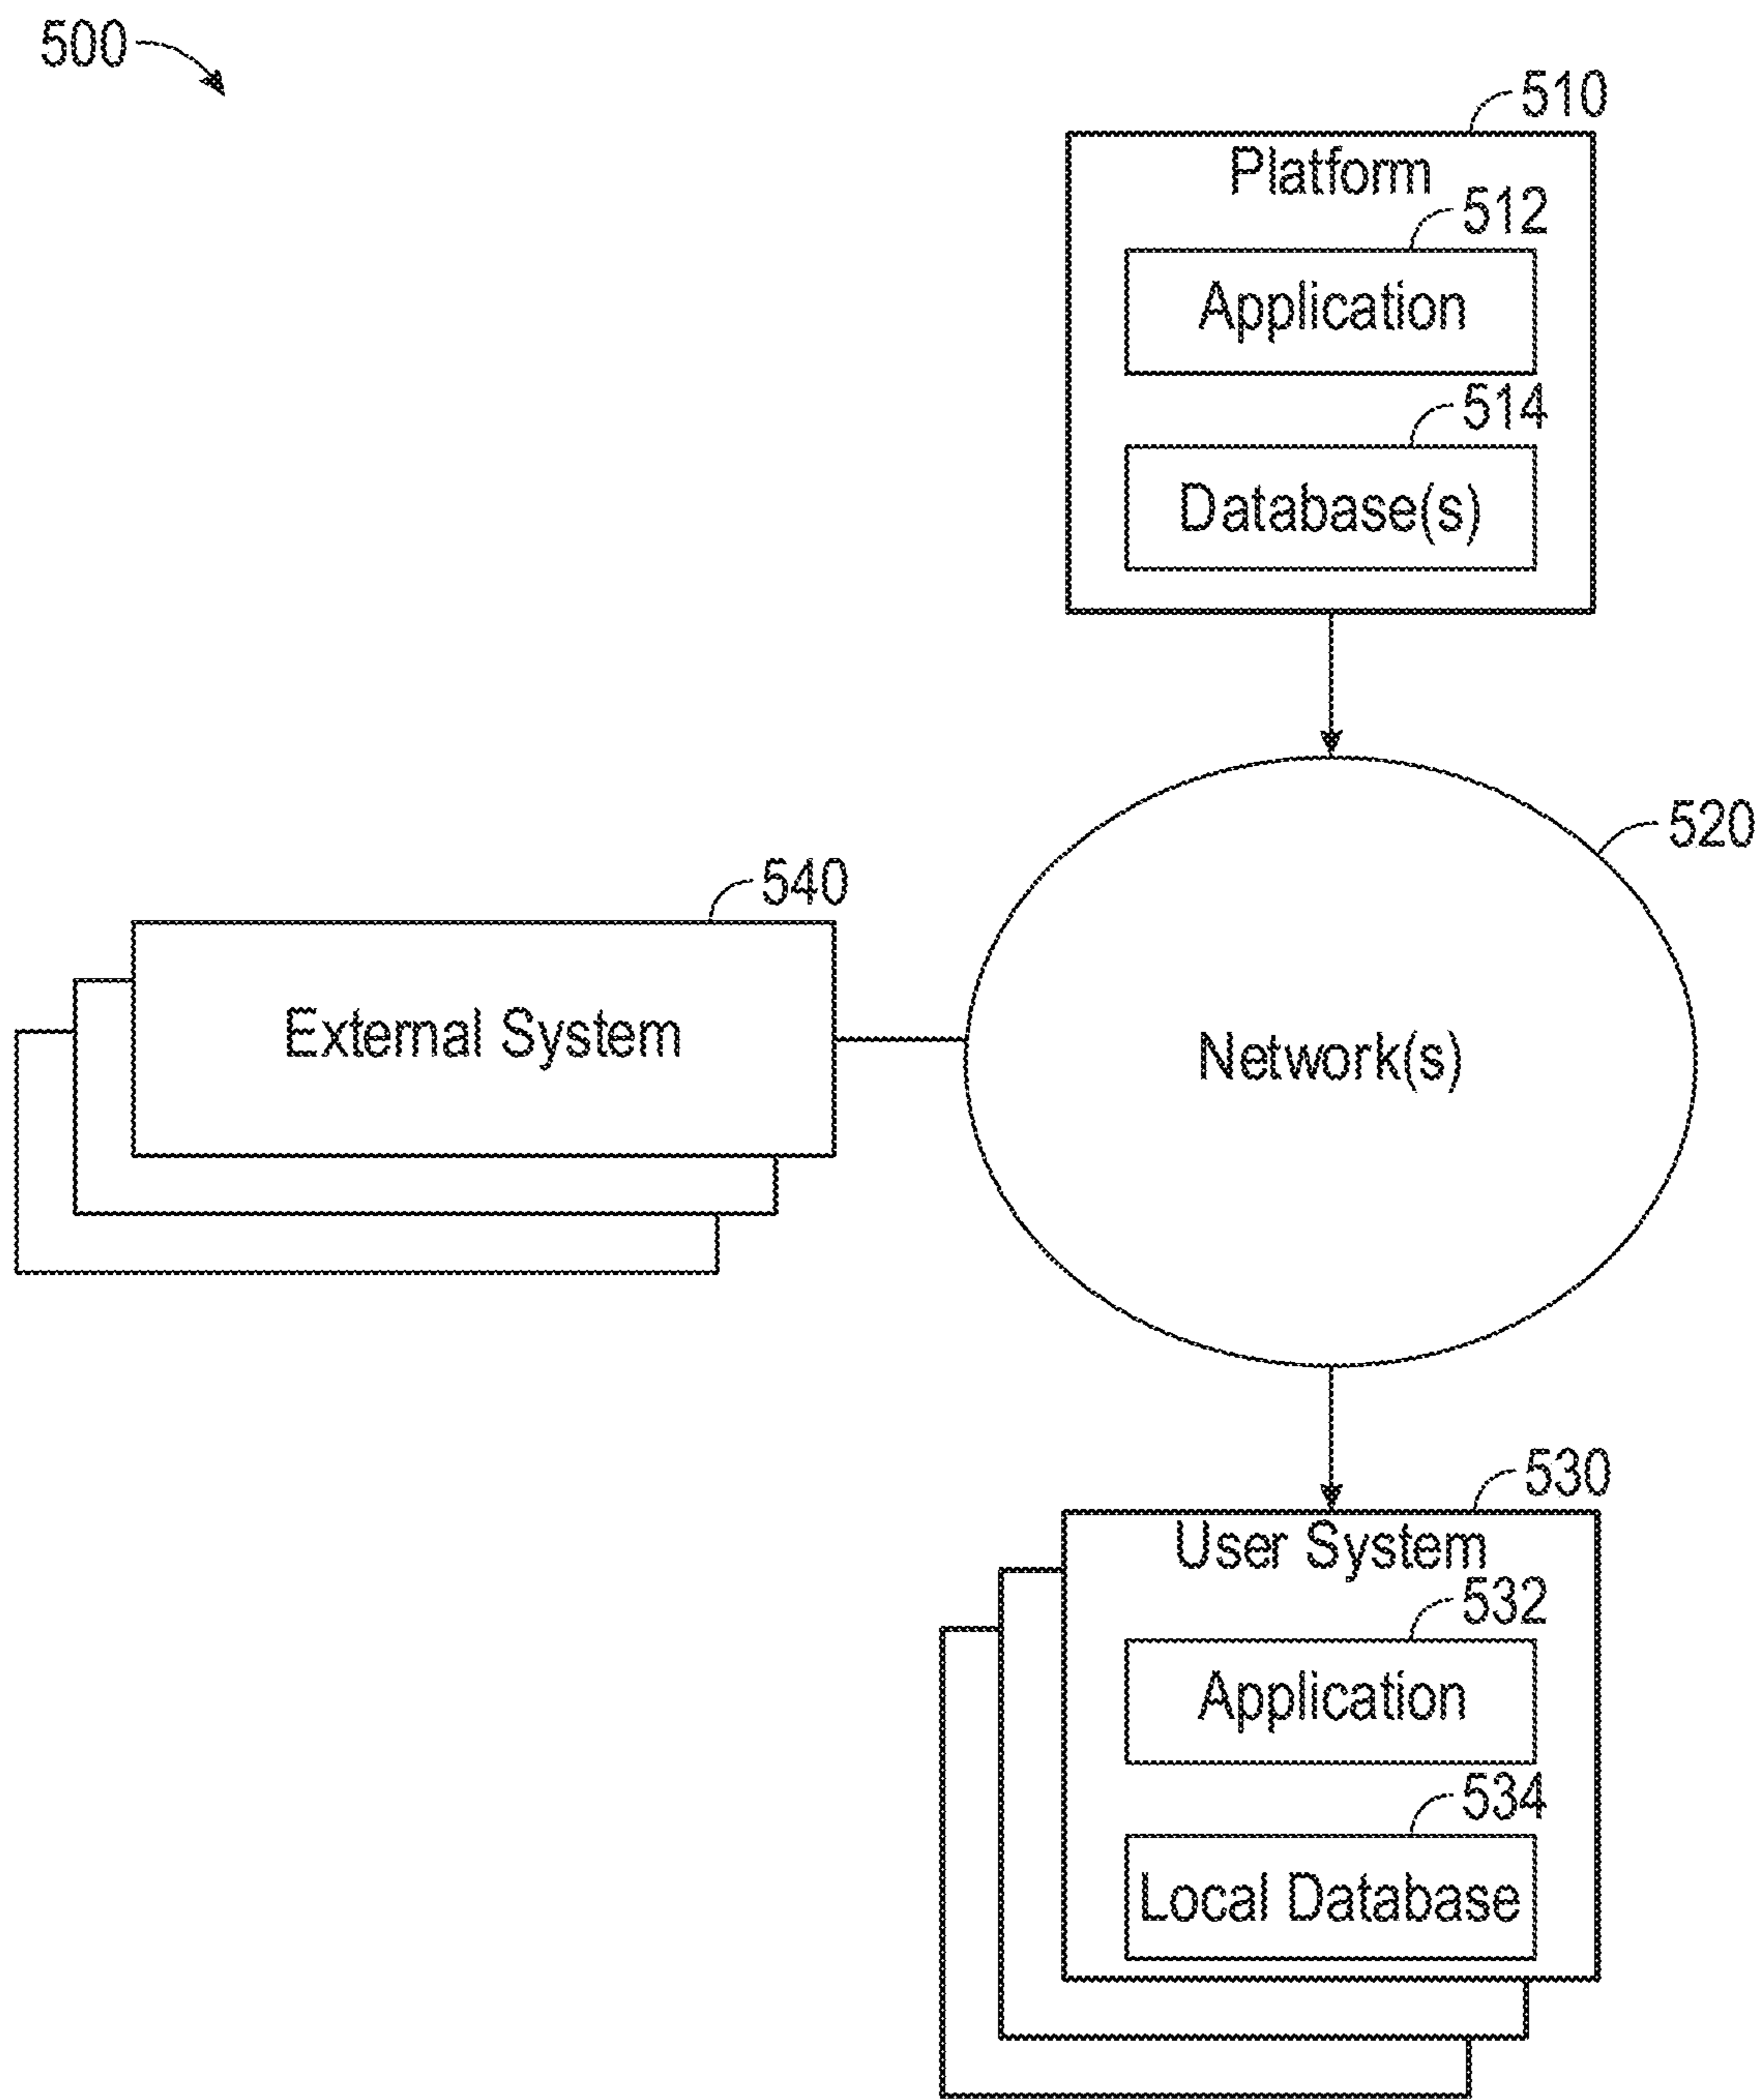 500
510
Platform
512
Application
514
Database(s)
520
540
External System
Network(s)
530
User System
532
Application
534
Local Database